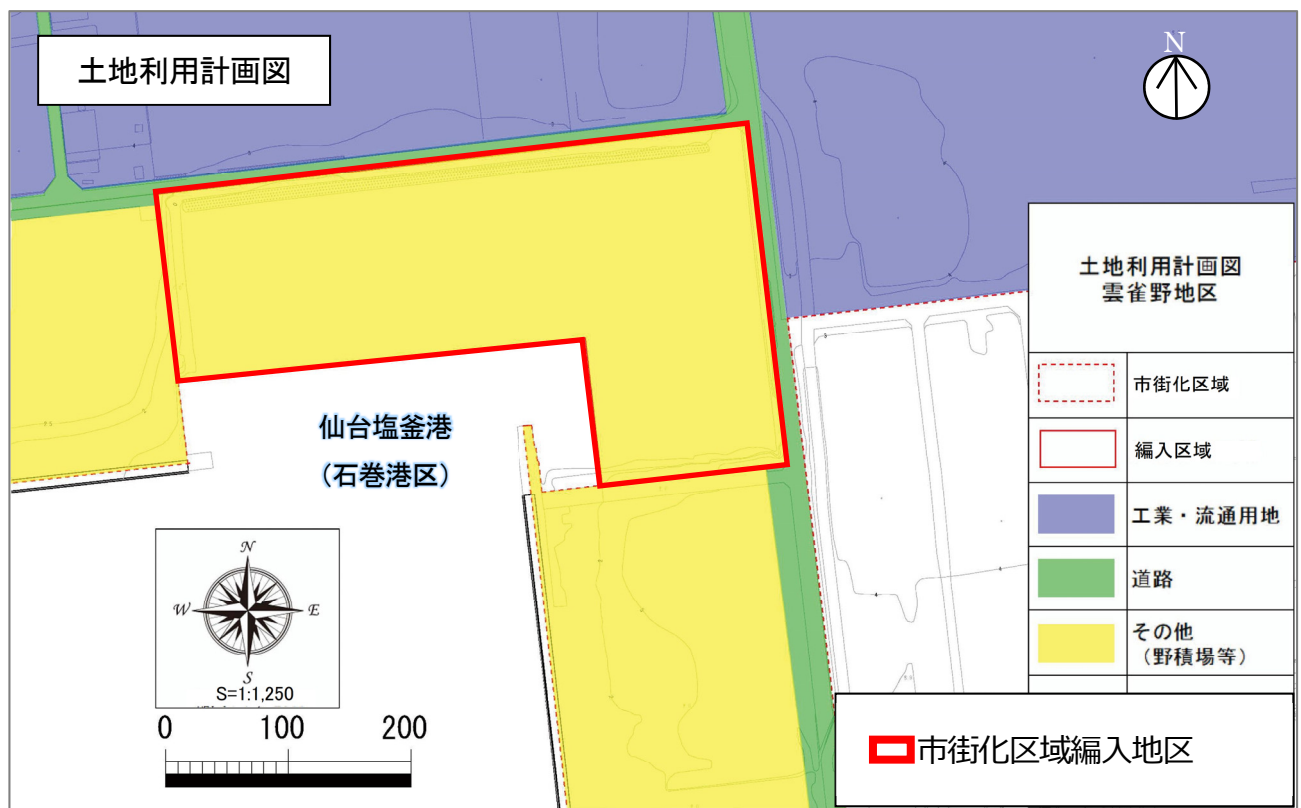 土地利用計画図
N
土地利用計画図
雲雀野地区
市街化区域
編入区域
工業・流通用地
道路
その他
（野積場等）
仙台塩釜港
（石巻港区）
N
W
E
S
S=1:1,250
0 100 200
市街化区域編入地区